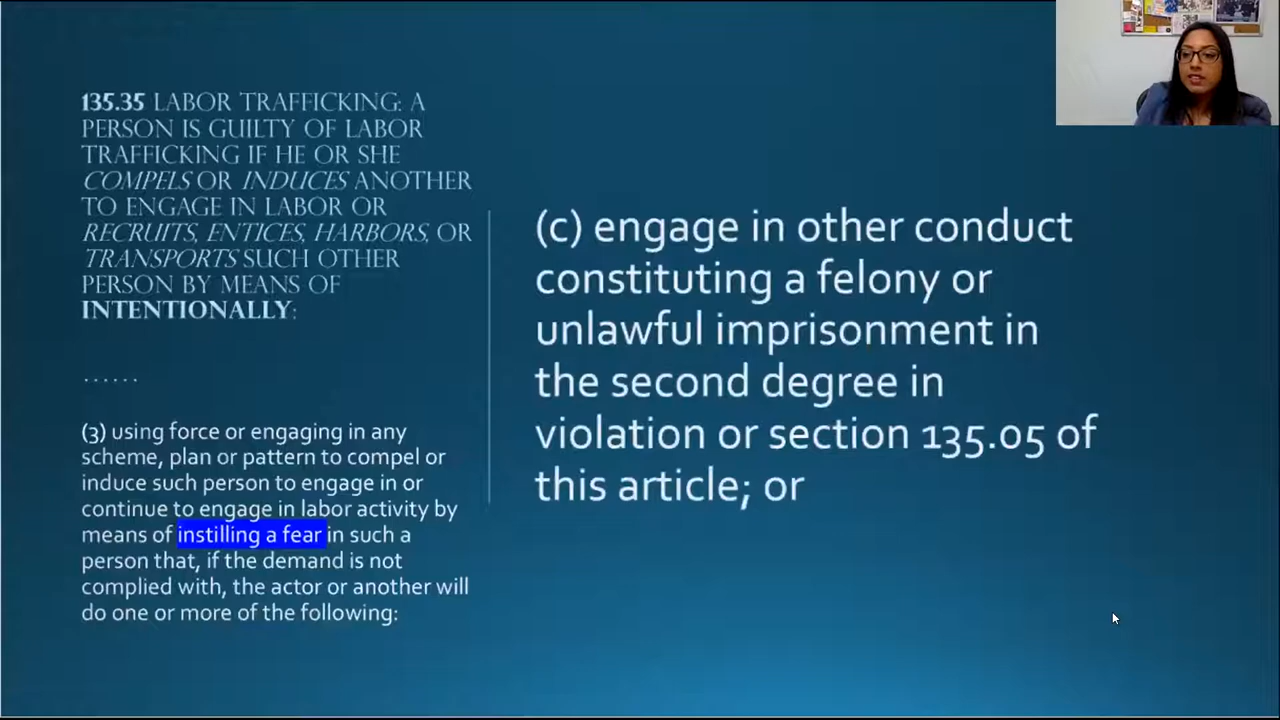 135.35 LABOR TRAFFICKING: A
PERSON IS GUILTY OF LABOR
TRAFFICKING IF HE OR SHE
COMPELS OR INDUCES ANOTHER
TO ENGAGE IN LABOR OR
RECRUITS, ENTICES, HARBORS, OR
TRANSPORTS SUCH OTHER
PERSON BY MEANS OF
INTENTIONALLY:
......
(3) using force or engaging in any
scheme, plan or pattern to compel or
induce such person to engage in or
continue to engage in labor activity by
means of instilling a fear in such a
person that, if the demand is not
complied with, the actor or another will
do one or more of the following:
(c) engage in other conduct
constituting a felony or
unlawful imprisonment in
the second degree in
violation or section 135.05 of
this article; or